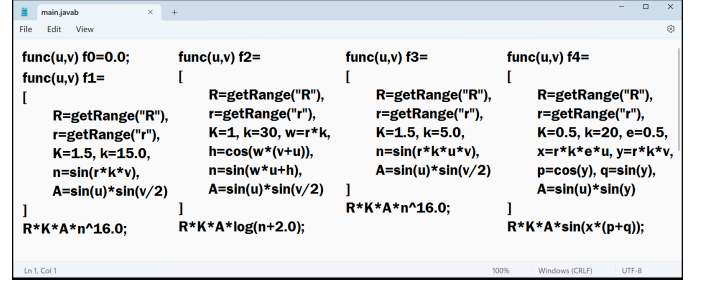 main.javab
File Edit View
func(u,v) f0=0.0;
func(u,v) f1=
[
R=getRange("R"),
r=getRange("r"),
K=1.5, k=15.0,
n=sin(r*k*v),
A=sin(u)*sin(v/2)
]
R*K*A*n^16.0;
func(u,v) f2=
[
R=getRange("R"),
r=getRange("r"),
K=1, k=30, w=r*k,
h=cos(w*(v+u)),
n=sin(w*u+h),
A=sin(u)*sin(v/2)
]
R*K*A*log(n+2.0);
func(u,v) f3=
[
R=getRange("R"),
r=getRange("r"),
K=1.5, k=5.0,
n=sin(r*k*u*v),
A=sin(u)*sin(v/2)
]
R*K*A*n^16.0;
func(u,v) f4=
[
R=getRange("R"),
r=getRange("r"),
K=0.5, k=20, e=0.5,
x=r*k*e*u, y=r*k*v,
p=cos(y), q=sin(y),
A=sin(u)*sin(y)
]
R*K*A*sin(x*(p+q));
Ln 1, Col 1 100% Windows (CRLF) UTF-8